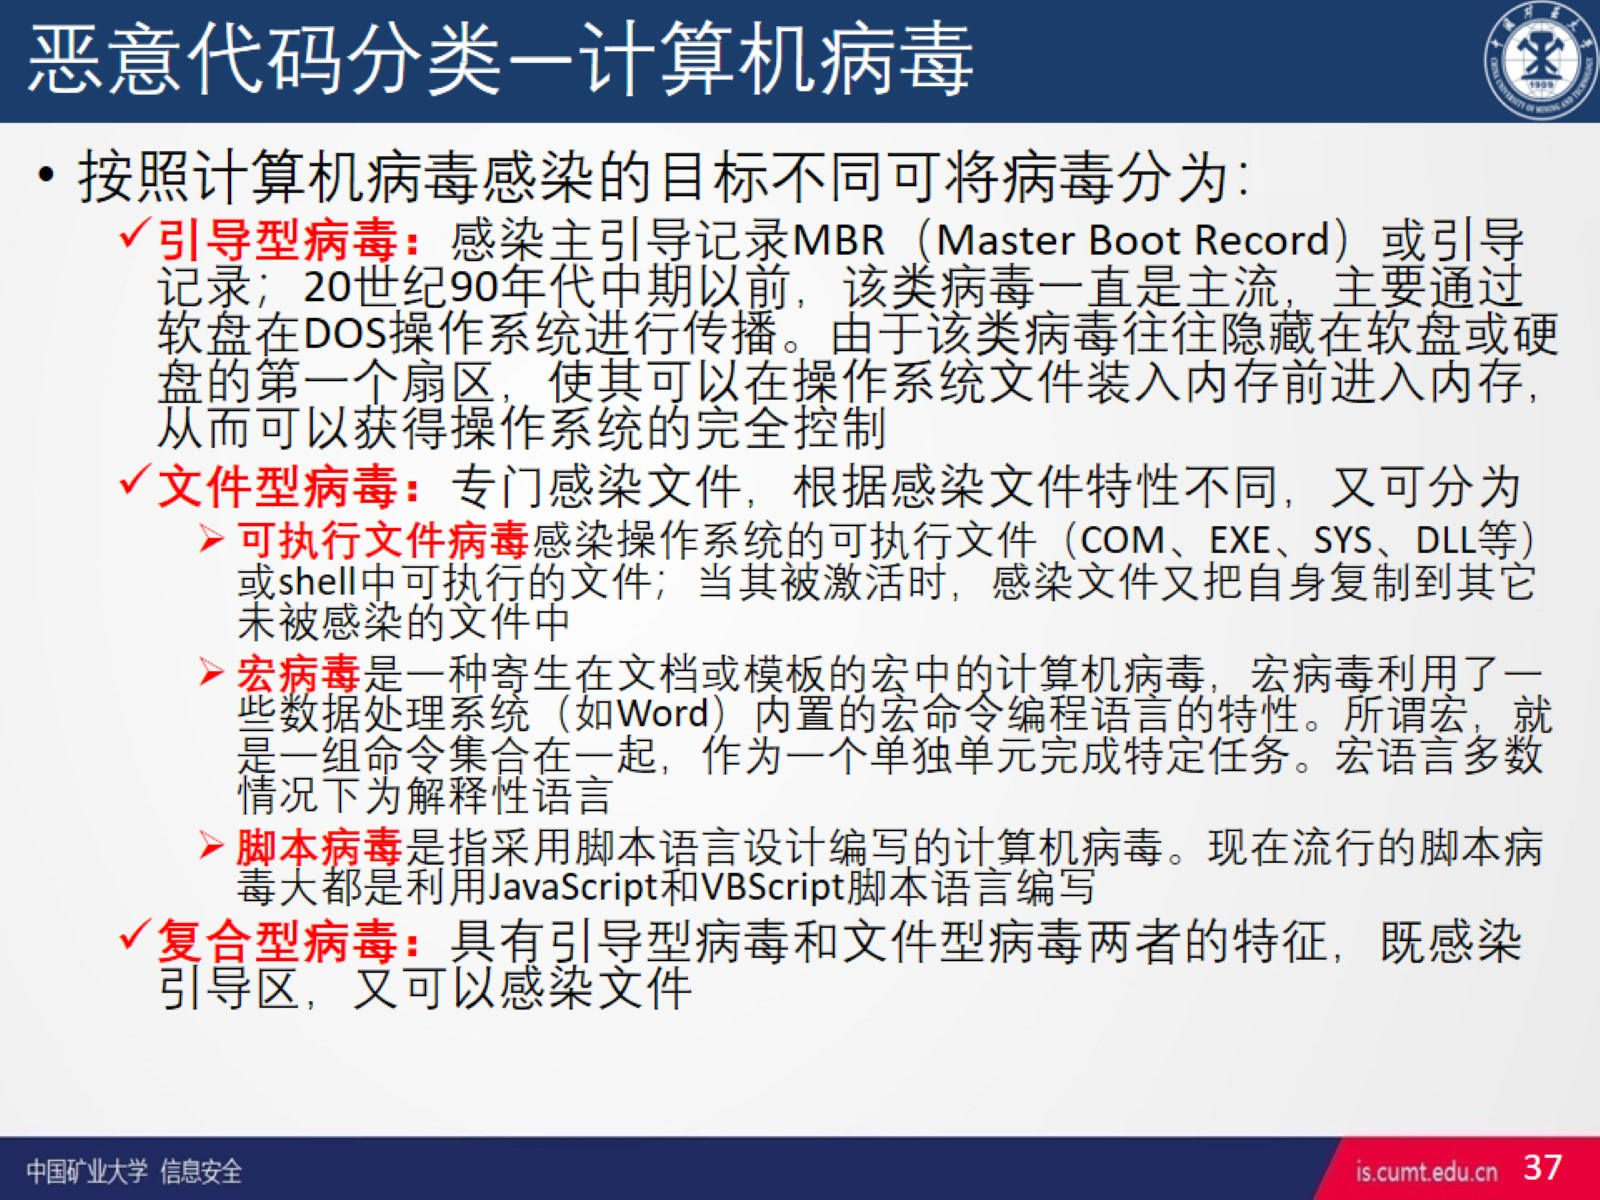 恶意代码分类—计算机病毒
中国矿业大学
CHINA UNIVERSITY OF MINING AND TECHNOLOGY
1909
• 按照计算机病毒感染的目标不同可将病毒分为：
✓引导型病毒：感染主引导记录MBR（Master Boot Record）或引导
记录；20世纪90年代中期以前，该类病毒一直是主流，主要通过
软盘在DOS操作系统进行传播。由于该类病毒往往隐藏在软盘或硬
盘的第一个扇区，使其可以在操作系统文件装入内存前进入内存，
从而可以获得操作系统的完全控制
✓文件型病毒：专门感染文件，根据感染文件特性不同，又可分为
➢可执行文件病毒感染操作系统的可执行文件（COM、EXE、SYS、DLL等）
或shell中可执行的文件；当其被激活时，感染文件又把自身复制到其它
未被感染的文件中
➢宏病毒是一种寄生在文档或模板的宏中的计算机病毒，宏病毒利用了一
些数据处理系统（如Word）内置的宏命令编程语言的特性。所谓宏，就
是一组命令集合在一起，作为一个单独单元完成特定任务。宏语言多数
情况下为解释性语言
➢脚本病毒是指采用脚本语言设计编写的计算机病毒。现在流行的脚本病
毒大都是利用JavaScript和VBScript脚本语言编写
✓复合型病毒：具有引导型病毒和文件型病毒两者的特征，既感染
引导区，又可以感染文件
中国矿业大学 信息安全
is.cumt.edu.cn 37